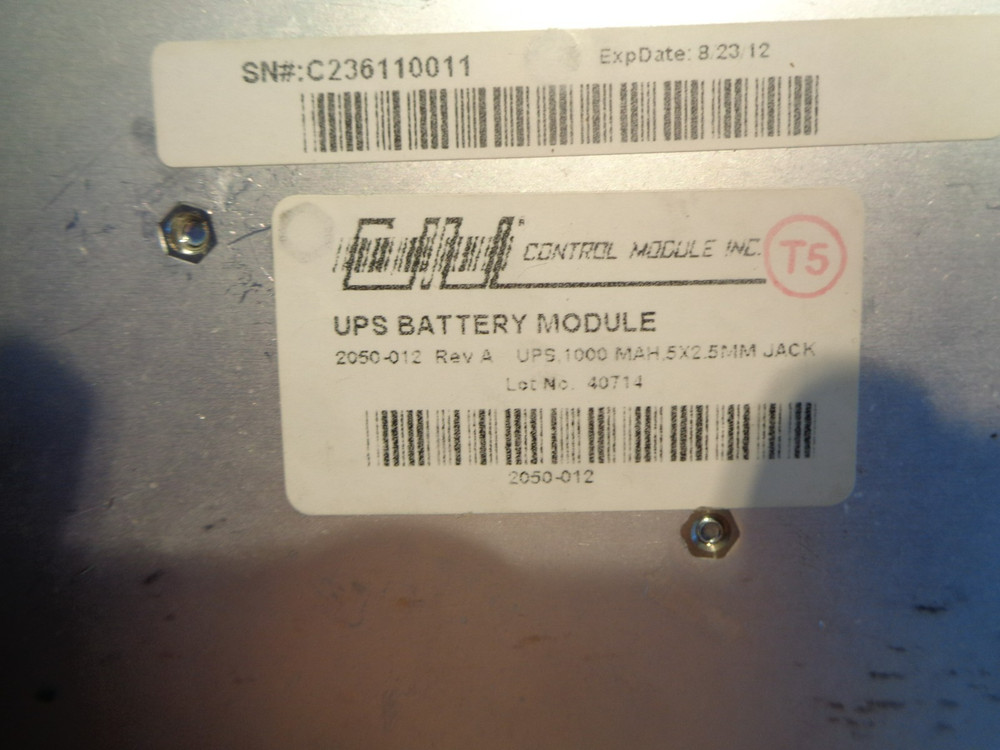 SN#:C236110011
ExpDate: 8/23/12
CMI
CONTROL MODULE INC.
T5
UPS BATTERY MODULE
2050-012 Rev A UPS,1000 MAH,5X2.5MM JACK
Lot No. 40714
2050-012